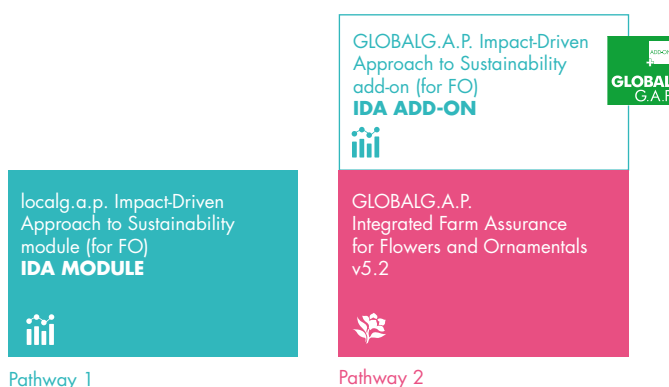 GLOBALG.A.P. Impact-Driven
Approach to Sustainability
add-on (for FO)
IDA ADD-ON
ADD-ON
localg.a.p. Impact-Driven
Approach to Sustainability
module (for FO)
IDA MODULE
GLOBALG.A.P.
Integrated Farm Assurance
for Flowers and Ornamentals
v5.2
Pathway 1
Pathway 2